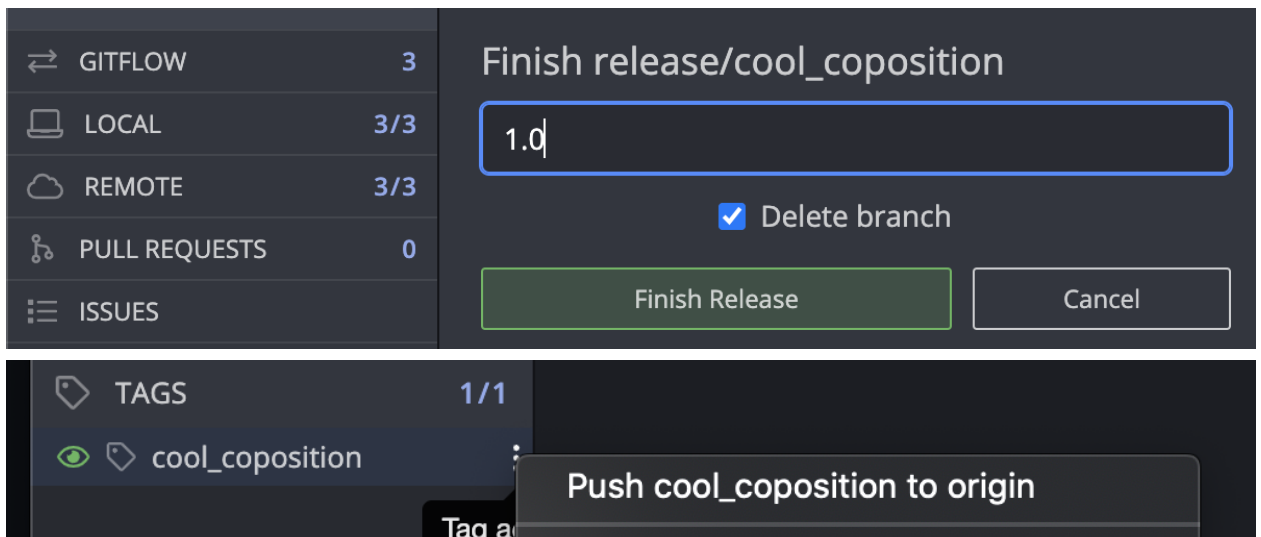 GITFLOW 3
LOCAL 3/3
REMOTE 3/3
PULL REQUESTS 0
ISSUES
Finish release/cool_coposition
1.0
Delete branch
Finish Release Cancel
TAGS 1/1
cool_coposition
Push cool_coposition to origin
Tag